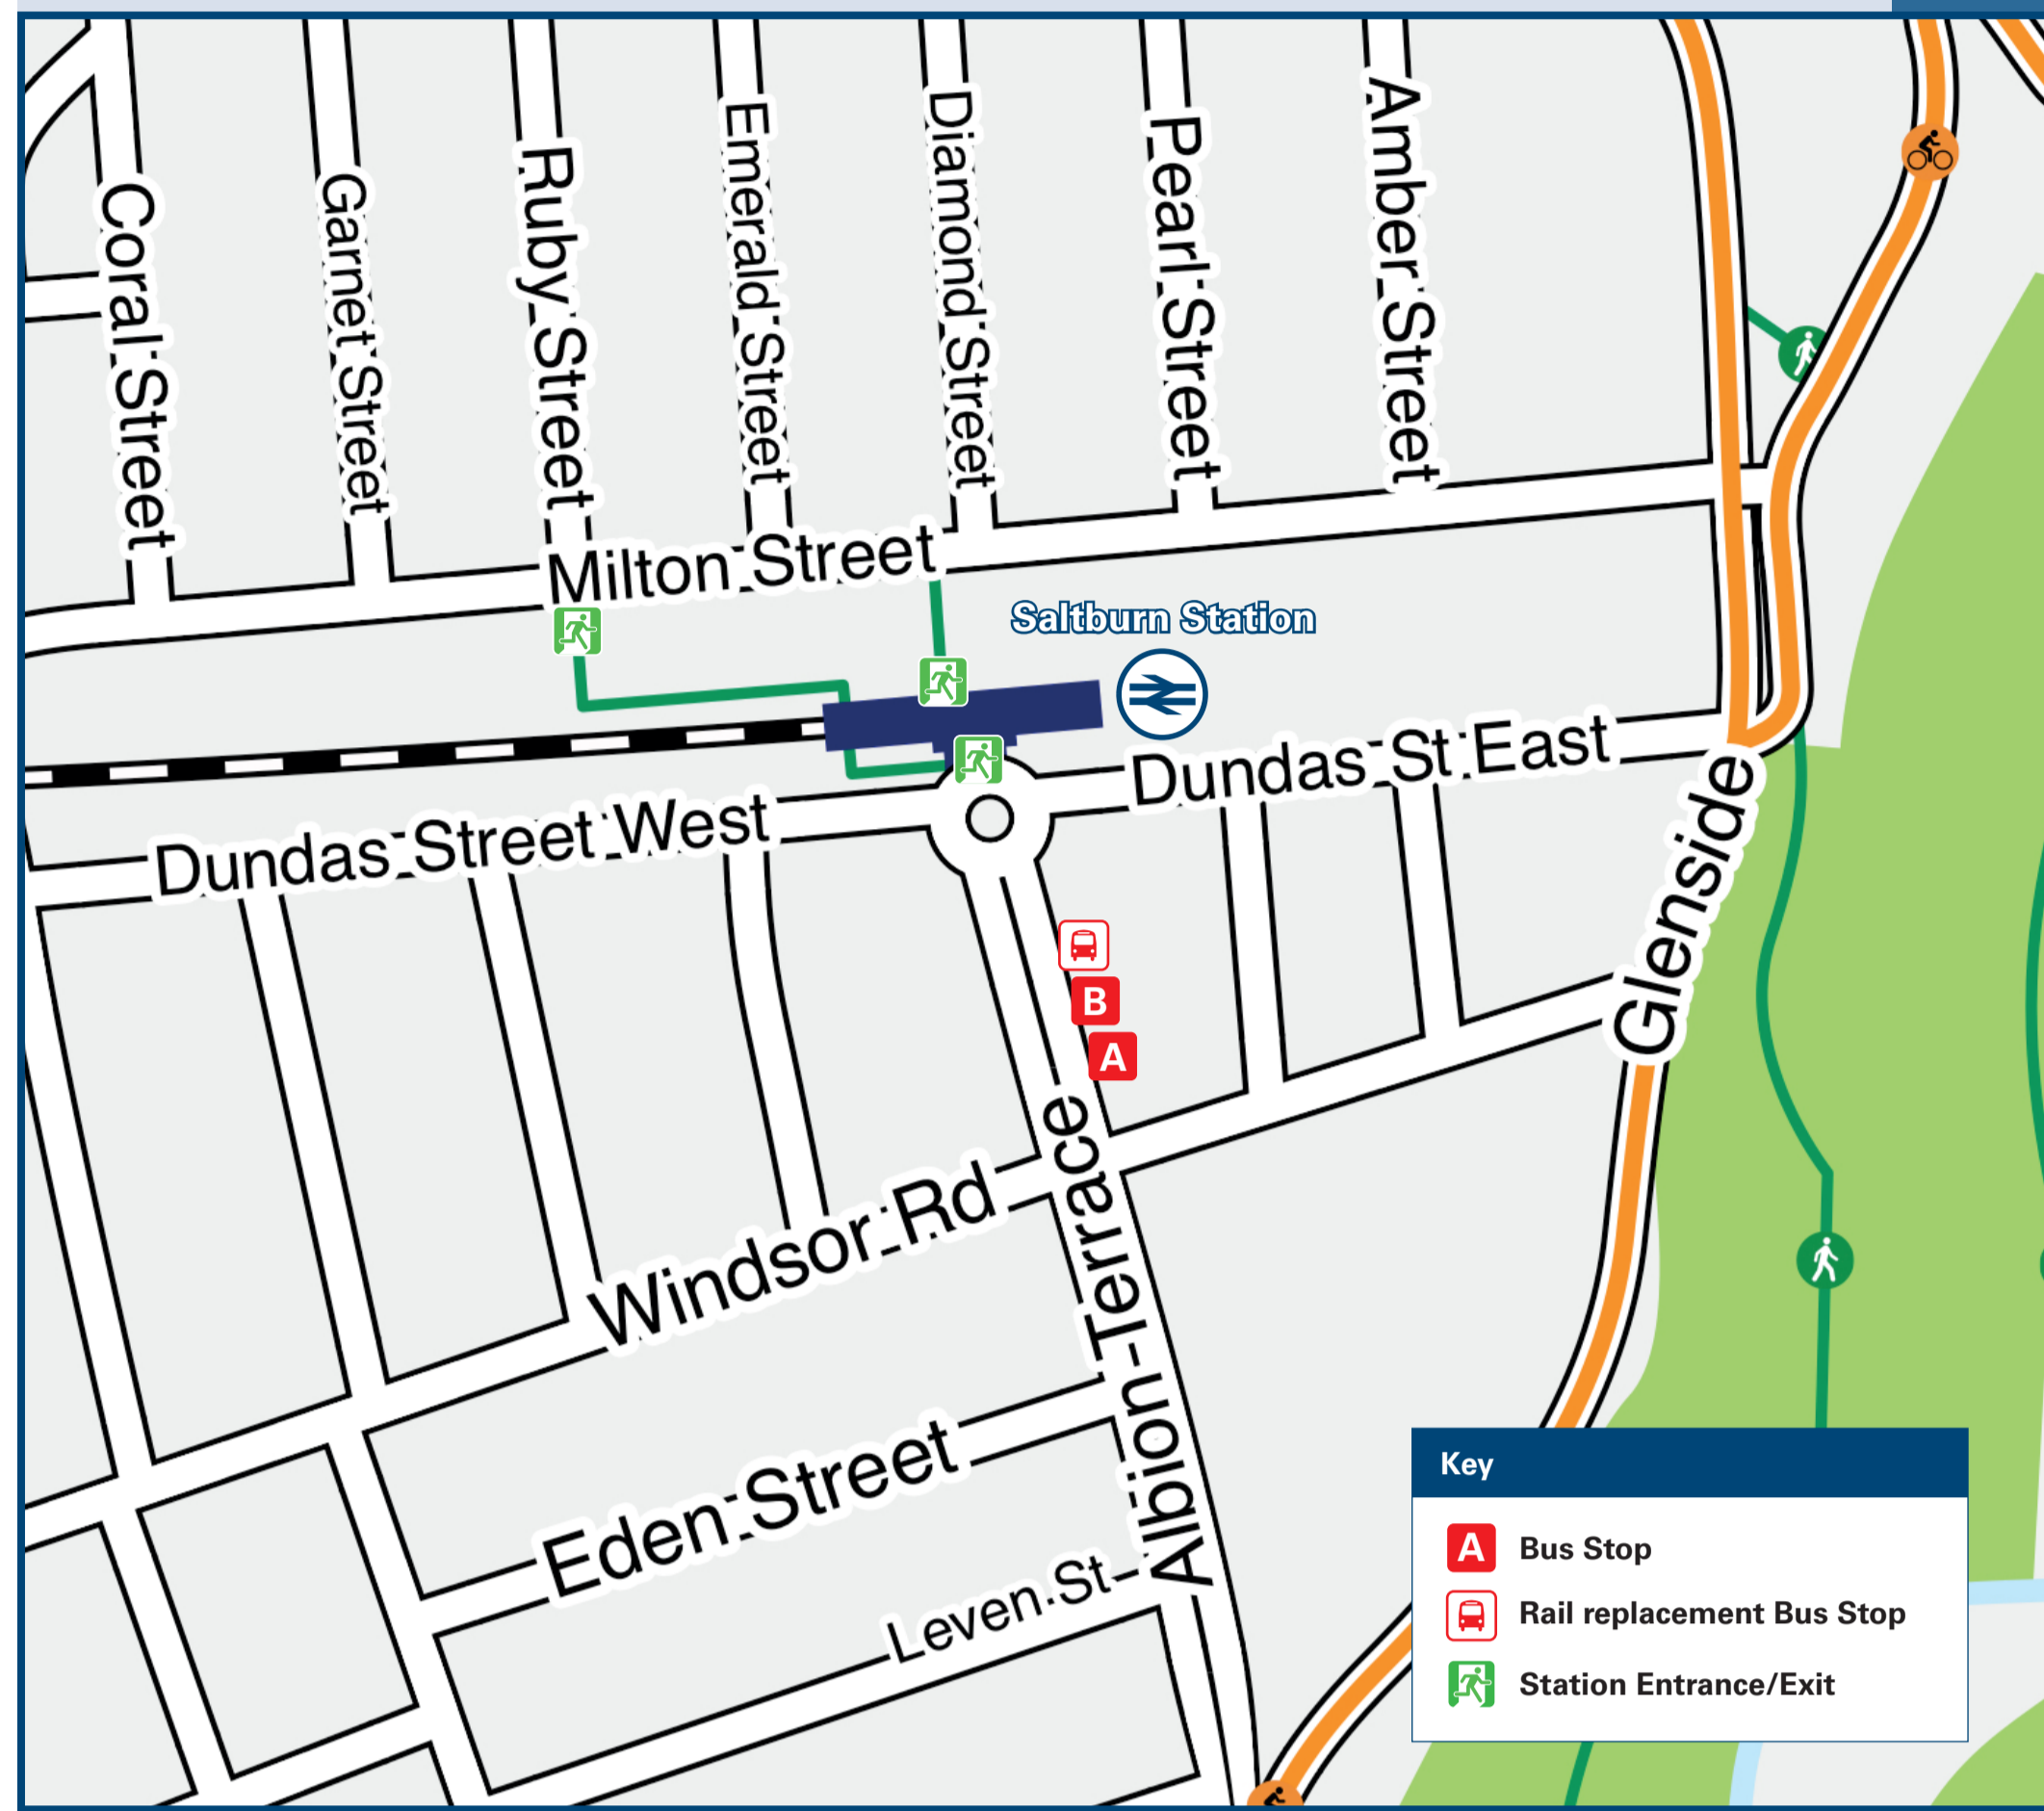 Coral Street
Garnet Street
Ruby Street
Emerald Street
Diamond Street
Pearl Street
Amber Street
Milton Street
Saltburn Station
Dundas St East
Dundas Street West
Glenside
B
A
Albion Terrace
Windsor Rd
Eden Street
Leven St
Key
A Bus Stop
Rail replacement Bus Stop
Station Entrance/Exit